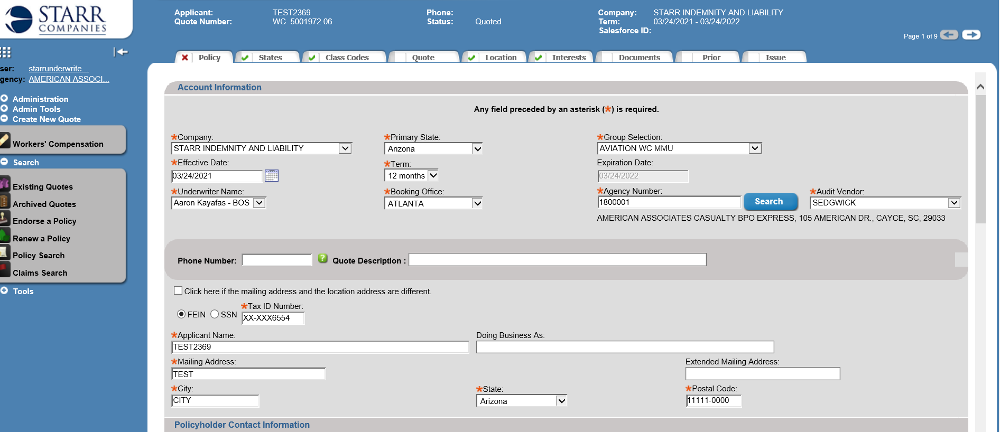 STARR
COMPANIES
Applicant: TEST2369 Phone: Company: STARR INDEMNITY AND LIABILITY
Quote Number: WC 5001972 06 Status: Quoted Term: 03/24/2021 - 03/24/2022
Salesforce ID:
Page 1 of 9
Policy States Class Codes Quote Location Interests Documents Prior Issue
ser: starrunderwrite...
gency: AMERICAN ASSOCI...
Administration
Admin Tools
Create New Quote
Workers' Compensation
Search
Existing Quotes
Archived Quotes
Endorse a Policy
Renew a Policy
Policy Search
Claims Search
Tools
Account Information
Any field preceded by an asterisk (*) is required.
*Company: *Primary State: *Group Selection:
STARR INDEMNITY AND LIABILITY Arizona AVIATION WC MMU
*Effective Date: *Term: Expiration Date:
03/24/2021 12 months 03/24/2022
*Underwriter Name: *Booking Office: *Agency Number: *Audit Vendor:
Aaron Kayafas - BOS ATLANTA 1800001 Search SEDGWICK
AMERICAN ASSOCIATES CASUALTY BPO EXPRESS, 105 AMERICAN DR., CAYCE, SC, 29033
Phone Number: ? Quote Description :
Click here if the mailing address and the location address are different.
FEIN SSN *Tax ID Number:
XX-XXX6554
*Applicant Name: Doing Business As:
TEST2369
*Mailing Address: Extended Mailing Address:
TEST
*City: *State: *Postal Code:
CITY Arizona 11111-0000
Policyholder Contact Information